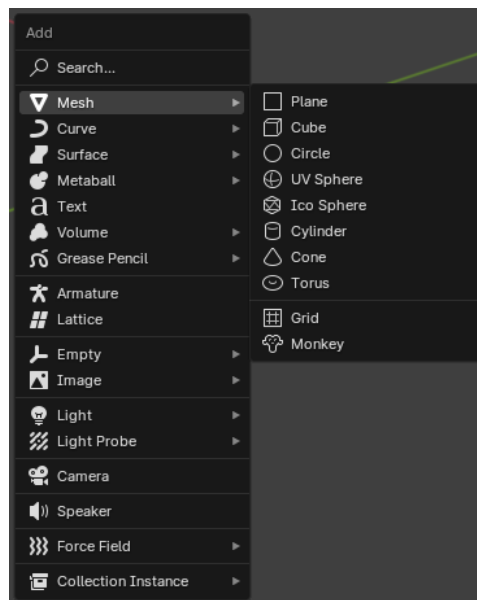 Add
Search...
Mesh
Curve
Surface
Metaball
Text
Volume
Grease Pencil
Armature
Lattice
Empty
Image
Light
Light Probe
Camera
Speaker
Force Field
Collection Instance
Plane
Cube
Circle
UV Sphere
Ico Sphere
Cylinder
Cone
Torus
Grid
Monkey